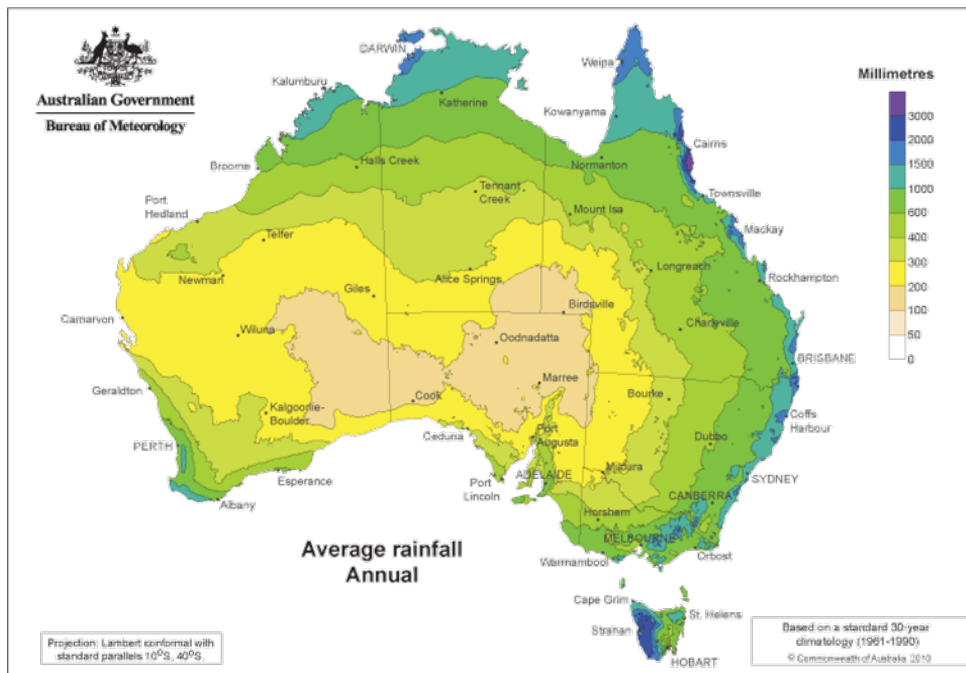 Australian Government
Bureau of Meteorology
DARWIN
Kalumburu
Katherine
Weipa
Kowanyama
Millimetres
3000
2000
1500
1000
600
400
300
200
100
50
0
Cairns
Broome
Halls Creek
Normanton
Townsville
Port
Hedland
Tennant
Creek
Mount Isa
Mackay
Telfer
Newman
Giles
Alice Springs
Longreach
Rockhampton
Carnarvon
Wiluna
Birdsville
Oodnadatta
Charleville
BRISBANE
Geraldton
Marree
Cook
Bourke
Kalgoorlie-
Boulder
Coffs
Harbour
PERTH
Ceduna
Port
Augusta
Dubbo
Esperance
Port
Lincoln
ADELAIDE
Mildura
SYDNEY
Albany
CANBERRA
Horsham
MELBOURNE
Orbost
Warrnambool
Average rainfall
Annual
Cape Grim
St. Helens
Strahan
HOBART
Projection: Lambert conformal with
standard parallels 10°S, 40°S.
Based on a standard 30-year
climatology (1961-1990)
© Commonwealth of Australia, 2010